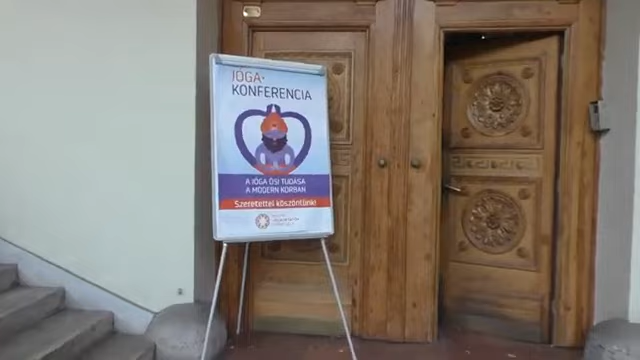 JÓGA-
KONFERENCIA
A JÓGA ŐSI TUDÁSA
A MODERN KORBAN
Szeretettel köszöntünk!